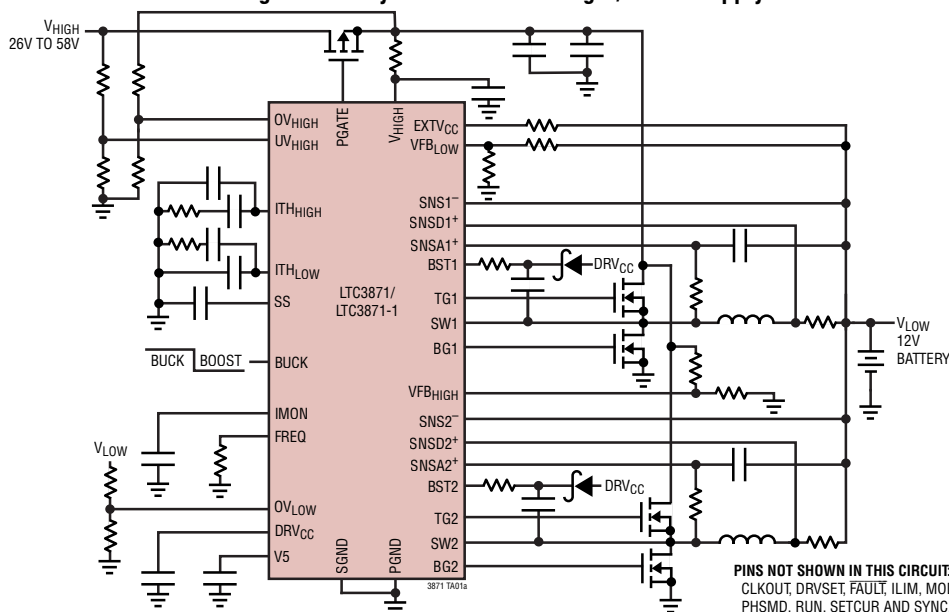 V_HIGH
26V TO 58V
OV_HIGH
UV_HIGH
PGATE
V_HIGH
EXTV_CC
VFB_LOW
SNS1⁻
SNSD1⁺
SNSA1⁺
BST1
DRV_CC
TG1
SW1
BG1
ITH_HIGH
ITH_LOW
SS
LTC3871/
LTC3871-1
BUCK
BOOST
BUCK
V_LOW
12V
BATTERY
VFB_HIGH
SNS2⁻
SNSD2⁺
SNSA2⁺
BST2
DRV_CC
TG2
SW2
BG2
IMON
FREQ
V_LOW
OV_LOW
DRV_CC
V5
SGND
PGND
3871 TA01a
PINS NOT SHOWN IN THIS CIRCUIT:
CLKOUT, DRVSET, FAULT, ILIM,
PHSMD, RUN, SETCUR AND SYNC